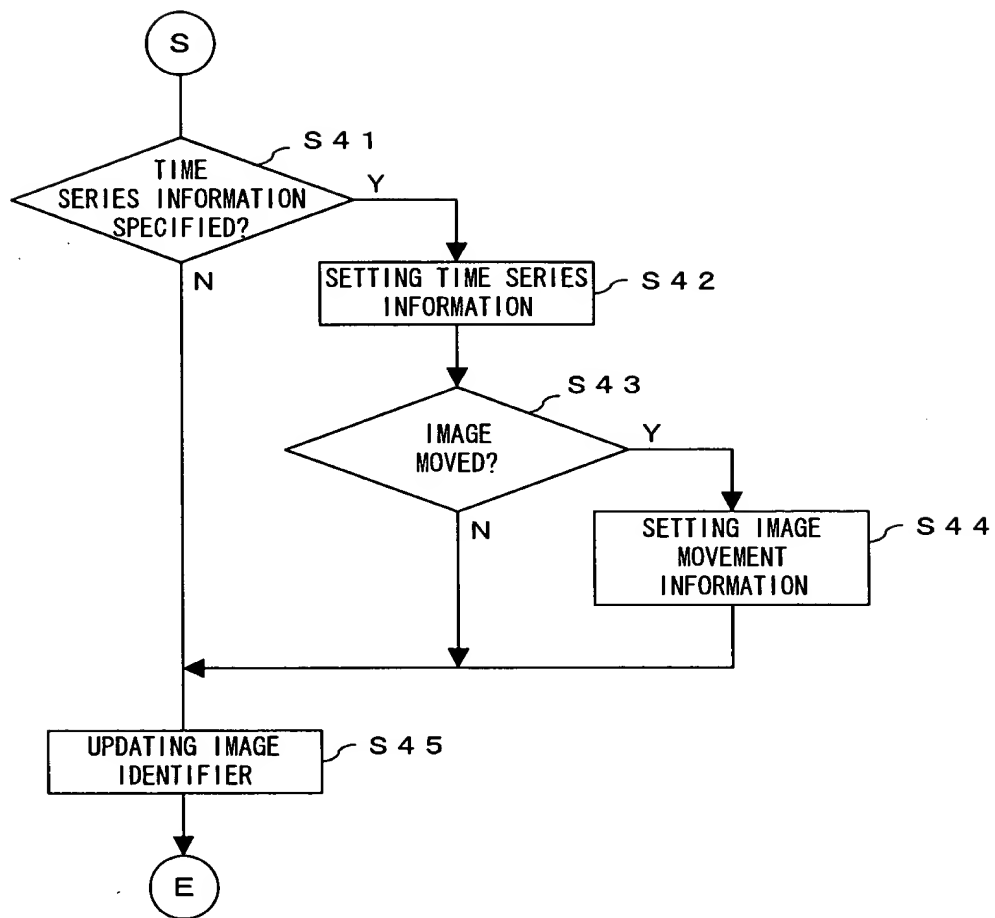 S
S41
TIME
SERIES INFORMATION
SPECIFIED?
Y
N
SETTING TIME SERIES
INFORMATION
S42
S43
IMAGE
MOVED?
Y
N
SETTING IMAGE
MOVEMENT
INFORMATION
S44
UPDATING IMAGE
IDENTIFIER
S45
E